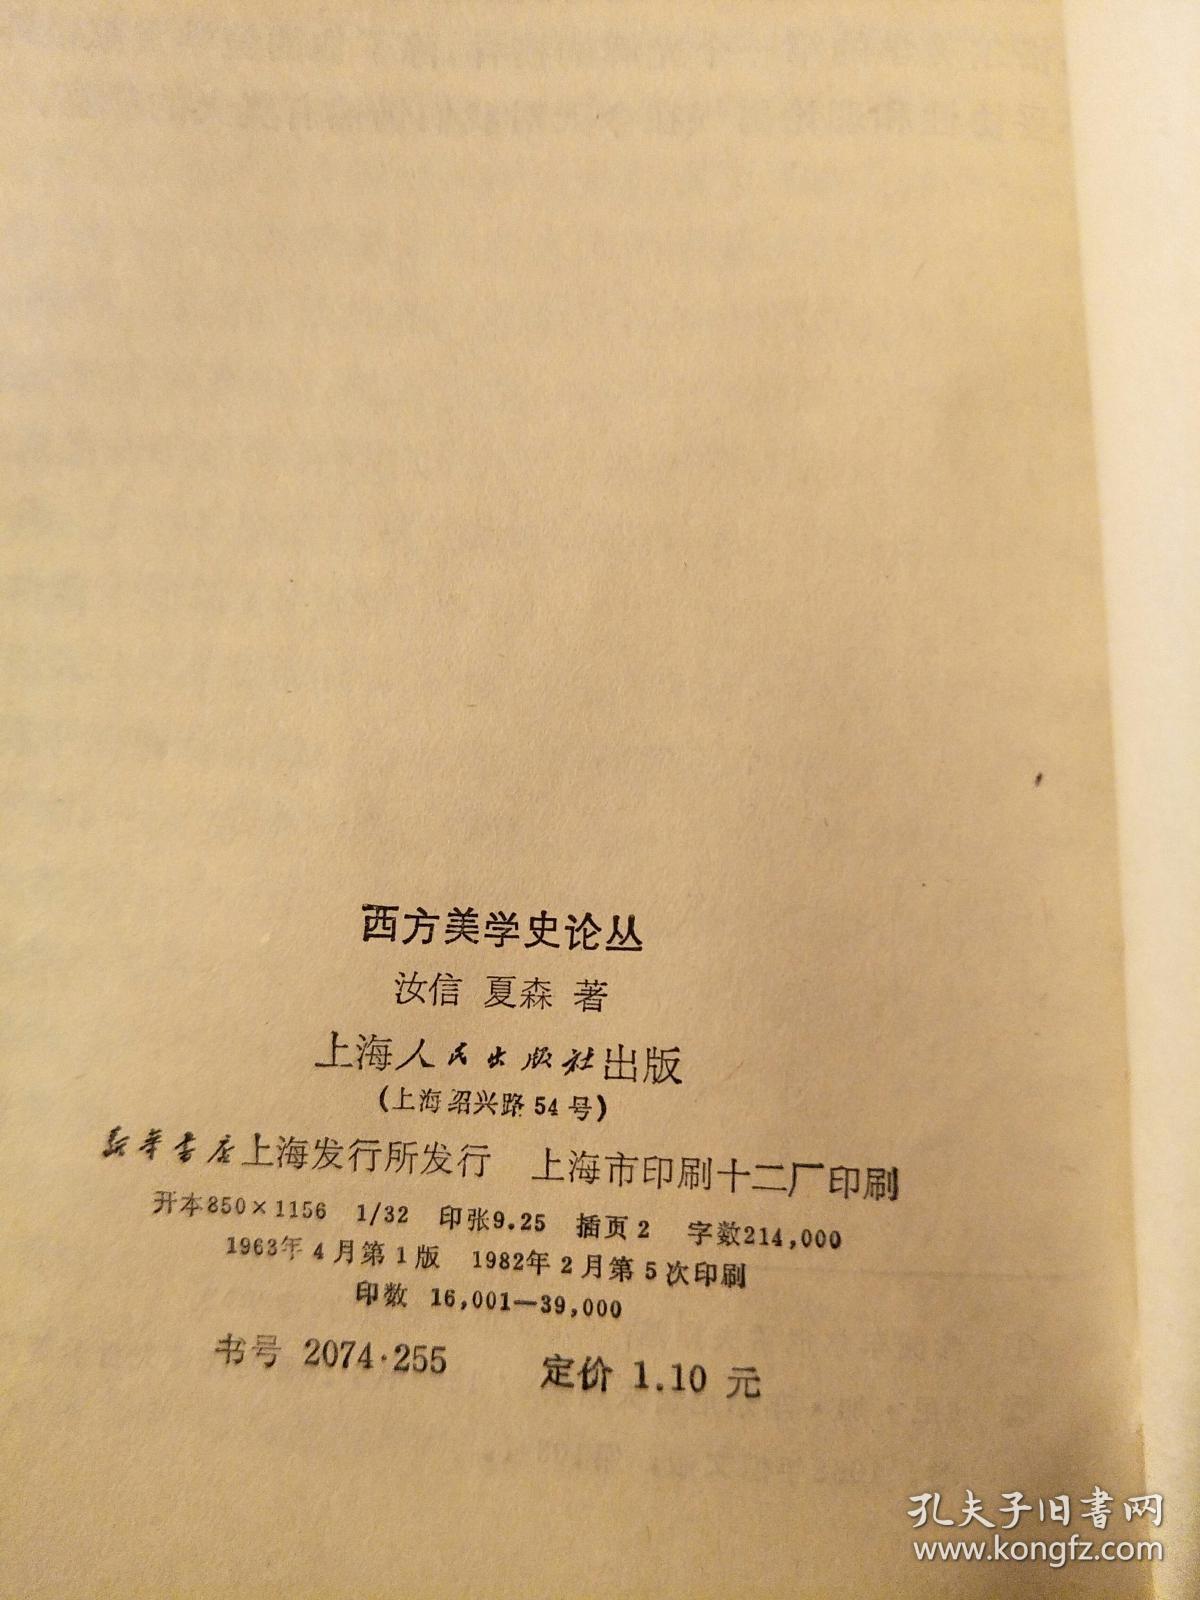 西方美学史论丛
汝信 夏森 著
上海人民出版社出版
(上海绍兴路54号)
新华书店上海发行所发行 上海市印刷十二厂印刷
开本850×1156 1/32 印张9.25 插页2 字数214,000
1963年4月第1版 1982年2月第5次印刷
印数 16,001—39,000
书号 2074·255 定价 1.10 元
孔夫子旧书网
www.kongfz.com